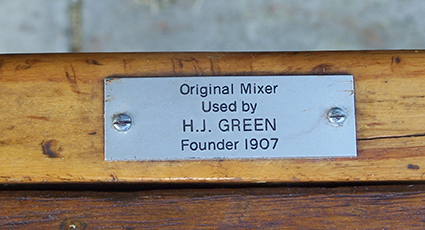 Original Mixer
Used by
H.J. GREEN
Founder 1907